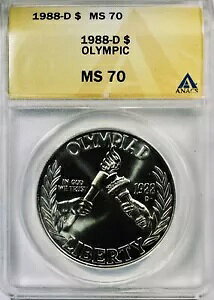 1988-D $ MS 70
1988-D $
OLYMPIC
MS 70
ANACS
OLYMPIAD
IN GOD
WE TRUST
1988
D
LIBERTY